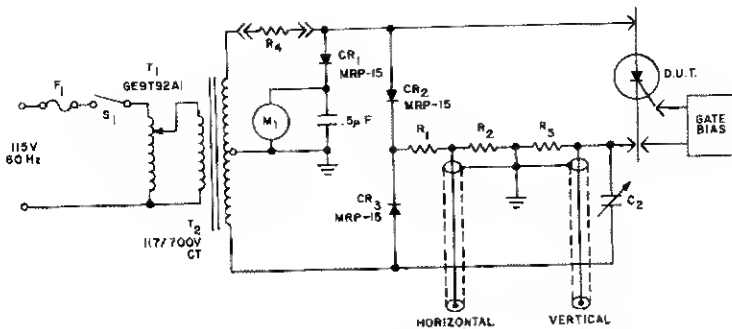 F1
S1
T1
GE9T92A1
115V
60 Hz
T2
117/700V
CT
R4
CR1
MRP-15
M1
.5µF
CR2
MRP-15
R1
R2
R3
CR3
MRP-15
D.U.T.
GATE
BIAS
C2
HORIZONTAL
VERTICAL